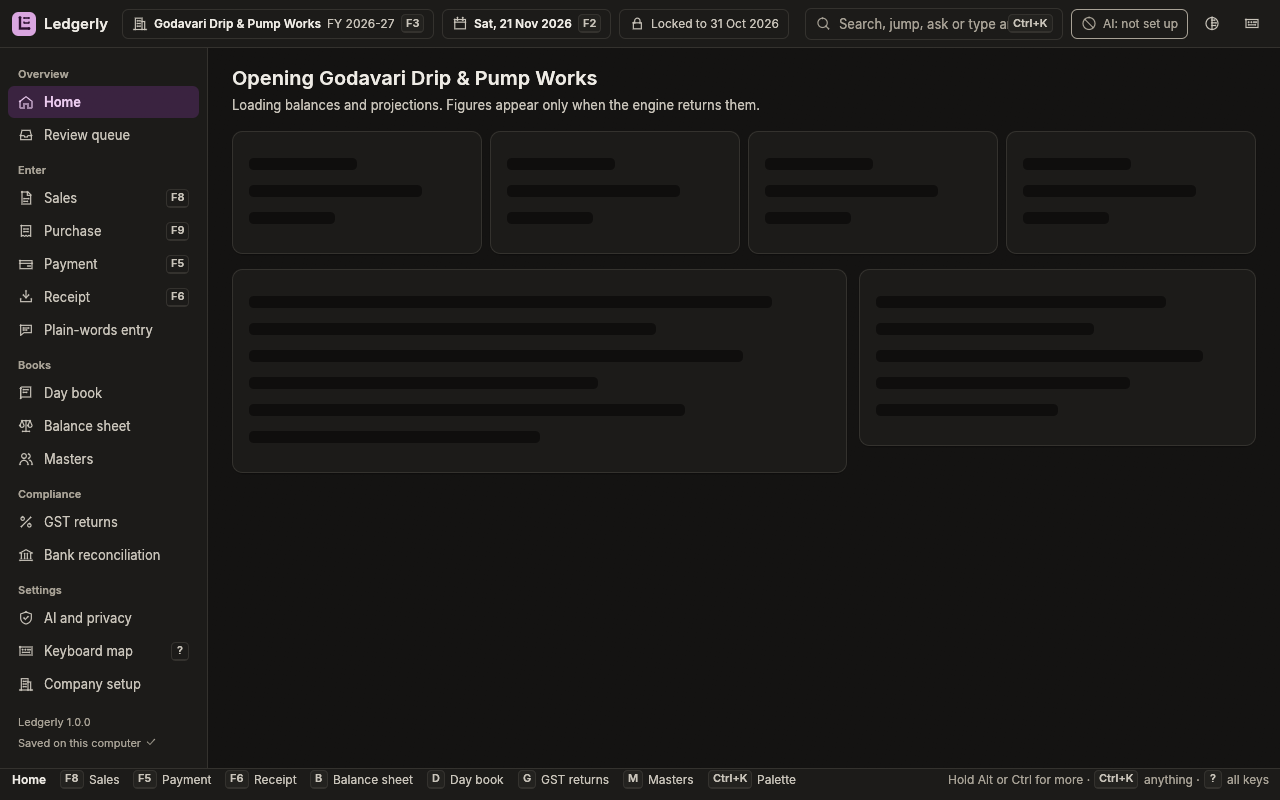 Ledgerly
Godavari Drip & Pump Works FY 2026-27 F3
Sat, 21 Nov 2026 F2
Locked to 31 Oct 2026
Search, jump, ask or type a Ctrl+K
AI: not set up
Overview
Home
Review queue
Enter
Sales F8
Purchase F9
Payment F5
Receipt F6
Plain-words entry
Books
Day book
Balance sheet
Masters
Compliance
GST returns
Bank reconciliation
Settings
AI and privacy
Keyboard map ?
Company setup
Ledgerly 1.0.0
Saved on this computer
Opening Godavari Drip & Pump Works
Loading balances and projections. Figures appear only when the engine returns them.
Home F8 Sales F5 Payment F6 Receipt B Balance sheet D Day book G GST returns M Masters Ctrl+K Palette
Hold Alt or Ctrl for more · Ctrl+K anything · ? all keys